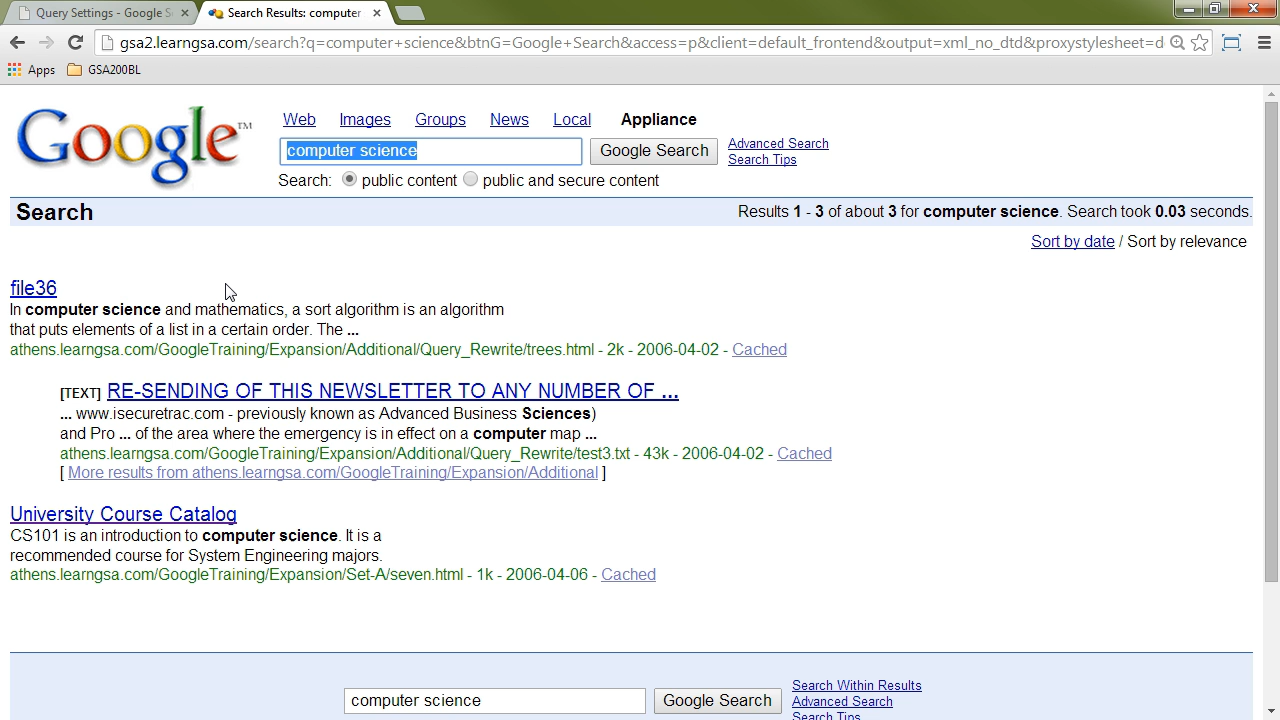 Query Settings - Google S
Search Results: computer
gsa2.learngsa.com/search?q=computer+science&btnG=Google+Search&access=p&client=default_frontend&output=xml_no_dtd&proxystylesheet=d
Apps GSA200BL
Google™
Web Images Groups News Local Appliance
computer science Google Search Advanced Search
Search Tips
Search: public content public and secure content
Search Results 1 - 3 of about 3 for computer science. Search took 0.03 seconds.
Sort by date / Sort by relevance
file36
In computer science and mathematics, a sort algorithm is an algorithm
that puts elements of a list in a certain order. The ...
athens.learngsa.com/GoogleTraining/Expansion/Additional/Query_Rewrite/trees.html - 2k - 2006-04-02 - Cached
[TEXT] RE-SENDING OF THIS NEWSLETTER TO ANY NUMBER OF ...
... www.isecuretrac.com - previously known as Advanced Business Sciences)
and Pro ... of the area where the emergency is in effect on a computer map ...
athens.learngsa.com/GoogleTraining/Expansion/Additional/Query_Rewrite/test3.txt - 43k - 2006-04-02 - Cached
[ More results from athens.learngsa.com/GoogleTraining/Expansion/Additional ]
University Course Catalog
CS101 is an introduction to computer science. It is a
recommended course for System Engineering majors.
athens.learngsa.com/GoogleTraining/Expansion/Set-A/seven.html - 1k - 2006-04-06 - Cached
Search Within Results
computer science Google Search Advanced Search
Search Tips